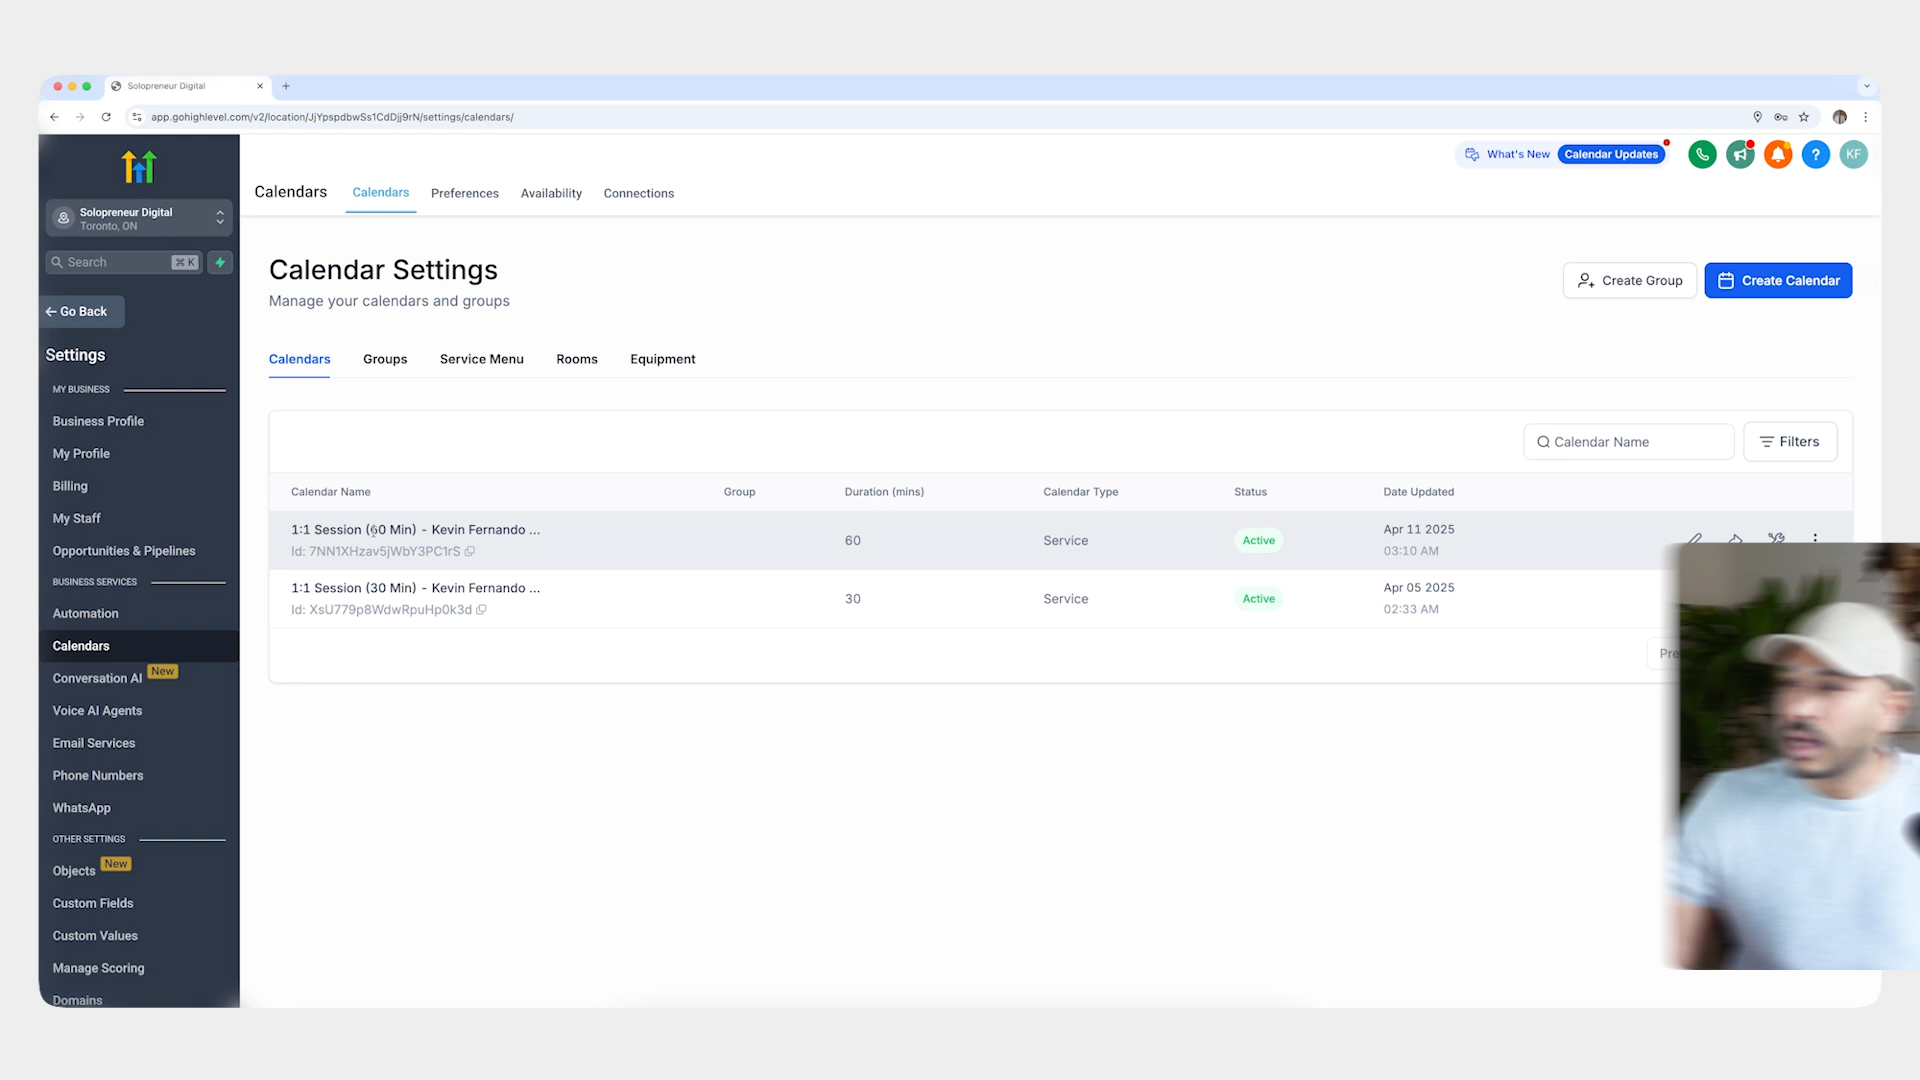 Solopreneur Digital
app.gohighlevel.com/v2/location/JjYpspdbwSs1CdDjj9rN/settings/calendars/
What's New
Calendar Updates
KF
Solopreneur Digital
Toronto, ON
Search
⌘ K
Go Back
Settings
MY BUSINESS
Business Profile
My Profile
Billing
My Staff
Opportunities & Pipelines
BUSINESS SERVICES
Automation
Calendars
Conversation AI New
Voice AI Agents
Email Services
Phone Numbers
WhatsApp
OTHER SETTINGS
Objects New
Custom Fields
Custom Values
Manage Scoring
Domains
Calendars
Calendars Preferences Availability Connections
Calendar Settings
Manage your calendars and groups
Create Group
Create Calendar
Calendars Groups Service Menu Rooms Equipment
Calendar Name
Filters
Calendar Name Group Duration (mins) Calendar Type Status Date Updated
1:1 Session (60 Min) - Kevin Fernando ...
Id: 7NN1XHzav5jWbY3PC1rS
60
Service
Active
Apr 11 2025
03:10 AM
1:1 Session (30 Min) - Kevin Fernando ...
Id: XsU779p8WdwRpuHp0k3d
30
Service
Active
Apr 05 2025
02:33 AM